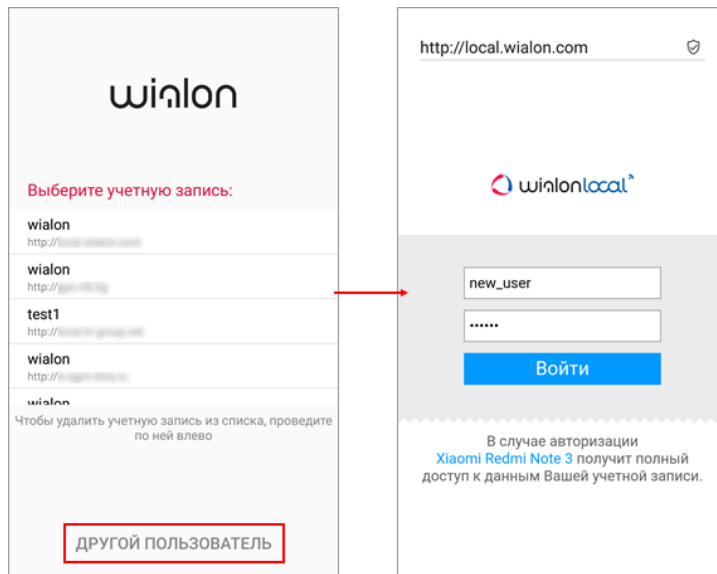 wialon
Выберите учетную запись:
wialon
http://
wialon
http://
test1
http://
wialon
http://
wialon
Чтобы удалить учетную запись из списка, проведите
по ней влево
ДРУГОЙ ПОЛЬЗОВАТЕЛЬ
http://local.wialon.com
wialonlocal
new_user
••••••
Войти
В случае авторизации
Xiaomi Redmi Note 3 получит полный
доступ к данным Вашей учетной записи.